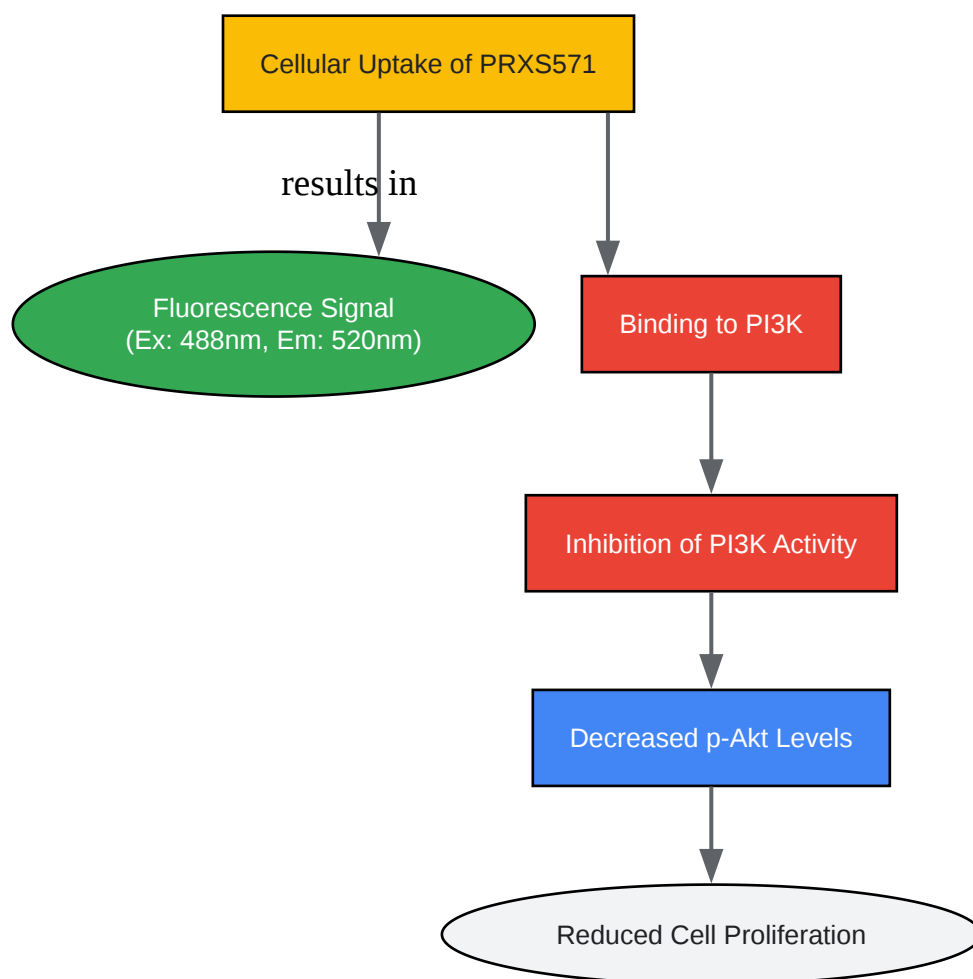 Cellular Uptake of PRXS571
results in
Fluorescence Signal
(Ex: 488nm, Em: 520nm)
Binding to PI3K
Inhibition of PI3K Activity
Decreased p-Akt Levels
Reduced Cell Proliferation